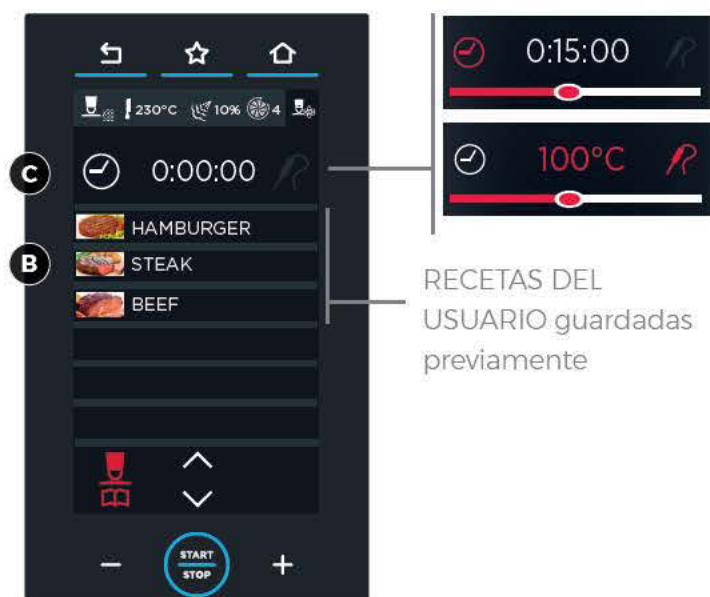 230°C 10% 4
C
0:00:00
HAMBURGER
B
STEAK
BEEF
START
STOP
0:15:00
100°C
RECETAS DEL
USUARIO guardadas
previamente